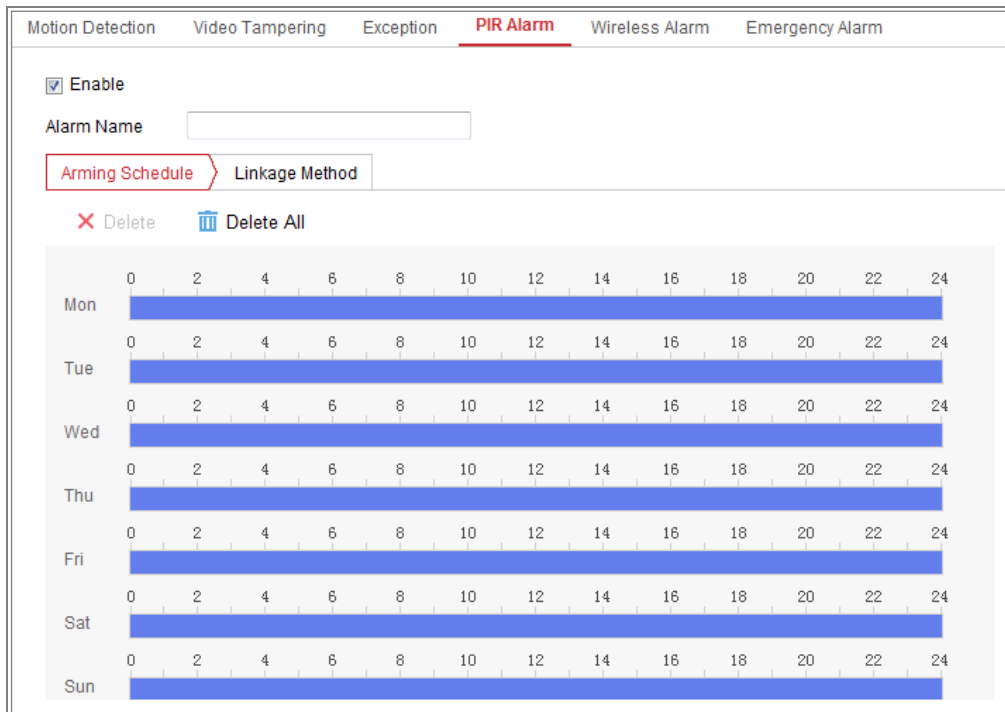 Motion Detection Video Tampering Exception PIR Alarm Wireless Alarm Emergency Alarm
Enable
Alarm Name
Arming Schedule Linkage Method
Delete Delete All
0 2 4 6 8 10 12 14 16 18 20 22 24
Mon
0 2 4 6 8 10 12 14 16 18 20 22 24
Tue
0 2 4 6 8 10 12 14 16 18 20 22 24
Wed
0 2 4 6 8 10 12 14 16 18 20 22 24
Thu
0 2 4 6 8 10 12 14 16 18 20 22 24
Fri
0 2 4 6 8 10 12 14 16 18 20 22 24
Sat
0 2 4 6 8 10 12 14 16 18 20 22 24
Sun